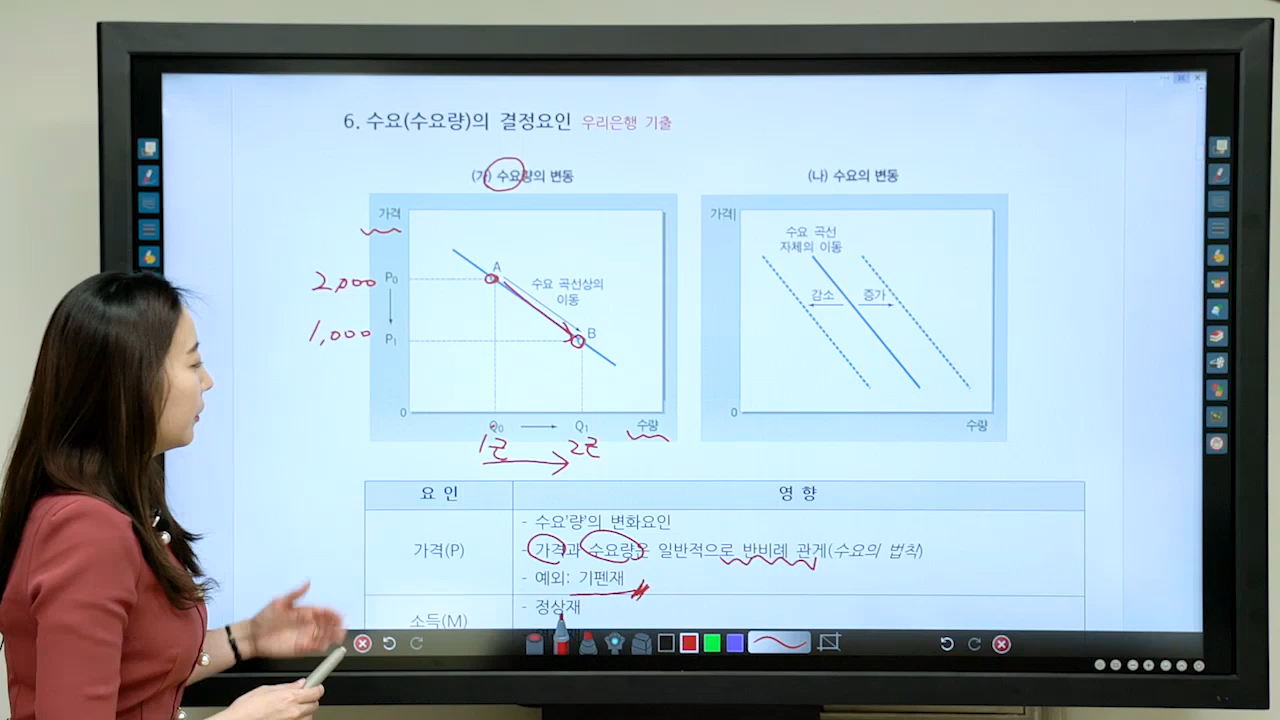 6. 수요(수요량)의 결정요인 우리은행 기출
(가) 수요량의 변동
가격
2,000 P₀
1,000 P₁
A
수요 곡선상의
이동
B
0
Q₀ Q₁ 수량
1편 2편
(나) 수요의 변동
가격
수요 곡선
자체의 이동
감소 증가
0
수량
요 인 영 향
가격(P)
- 수요'량'의 변화요인
- 가격과 수요량은 일반적으로 반비례 관계(수요의 법칙)
- 예외: 기펜재
소득(M)
- 정상재